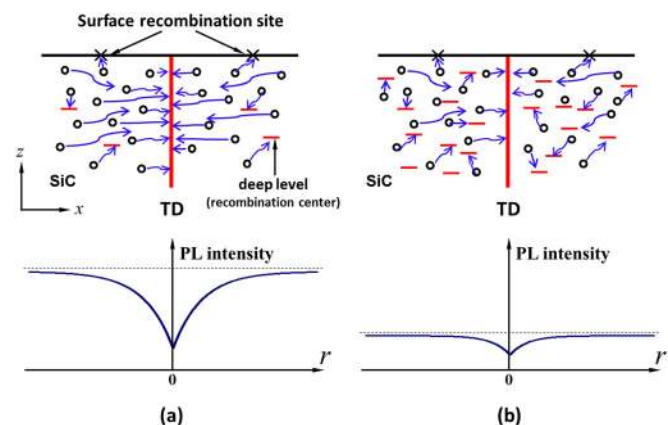 Surface recombination site
z
SiC
x
TD
deep level
(recombination center)
SiC
TD
PL intensity
r
0
PL intensity
r
0
(a)
(b)